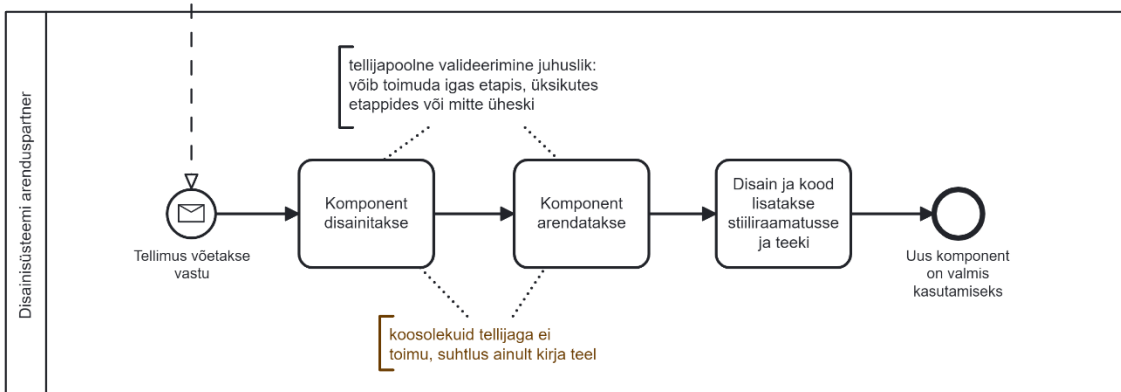 Disainisüsteemi arenduspartner
tellijapoolne valideerimine juhuslik:
võib toimuda igas etapis, üksikutes
etappides või mitte üheski
Tellimus võetakse
vastu
Komponent
disainitakse
Komponent
arendatakse
Disain ja kood
lisatakse
stiiliraamatusse
ja teeki
Uus komponent
on valmis
kasutamiseks
koosolekuid tellijaga ei
toimu, suhtlus ainult kirja teel